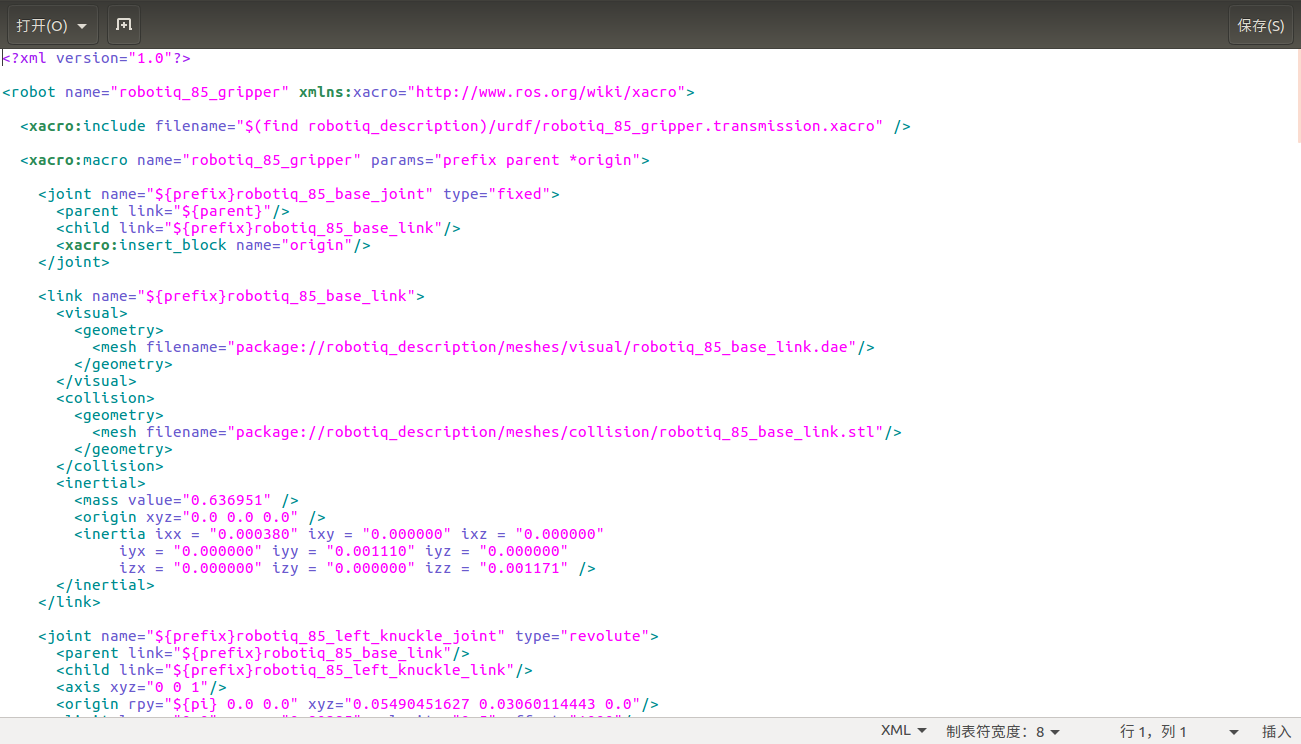 打开(O)
保存(S)
<?xml version="1.0"?>
<robot name="robotiq_85_gripper" xmlns:xacro="http://www.ros.org/wiki/xacro">
<xacro:include filename="$(find robotiq_description)/urdf/robotiq_85_gripper.transmission.xacro" />
<xacro:macro name="robotiq_85_gripper" params="prefix parent *origin">
<joint name="${prefix}robotiq_85_base_joint" type="fixed">
<parent link="${parent}"/>
<child link="${prefix}robotiq_85_base_link"/>
<xacro:insert_block name="origin"/>
</joint>
<link name="${prefix}robotiq_85_base_link">
<visual>
<geometry>
<mesh filename="package://robotiq_description/meshes/visual/robotiq_85_base_link.dae"/>
</geometry>
</visual>
<collision>
<geometry>
<mesh filename="package://robotiq_description/meshes/collision/robotiq_85_base_link.stl"/>
</geometry>
</collision>
<inertial>
<mass value="0.636951" />
<origin xyz="0.0 0.0 0.0" />
<inertia ixx = "0.000380" ixy = "0.000000" ixz = "0.000000"
iyx = "0.000000" iyy = "0.001110" iyz = "0.000000"
izx = "0.000000" izy = "0.000000" izz = "0.001171" />
</inertial>
</link>
<joint name="${prefix}robotiq_85_left_knuckle_joint" type="revolute">
<parent link="${prefix}robotiq_85_base_link"/>
<child link="${prefix}robotiq_85_left_knuckle_link"/>
<axis xyz="0 0 1"/>
<origin rpy="${pi} 0.0 0.0" xyz="0.05490451627 0.03060114443 0.0"/>
XML 制表符宽度：8 行 1，列 1 插入